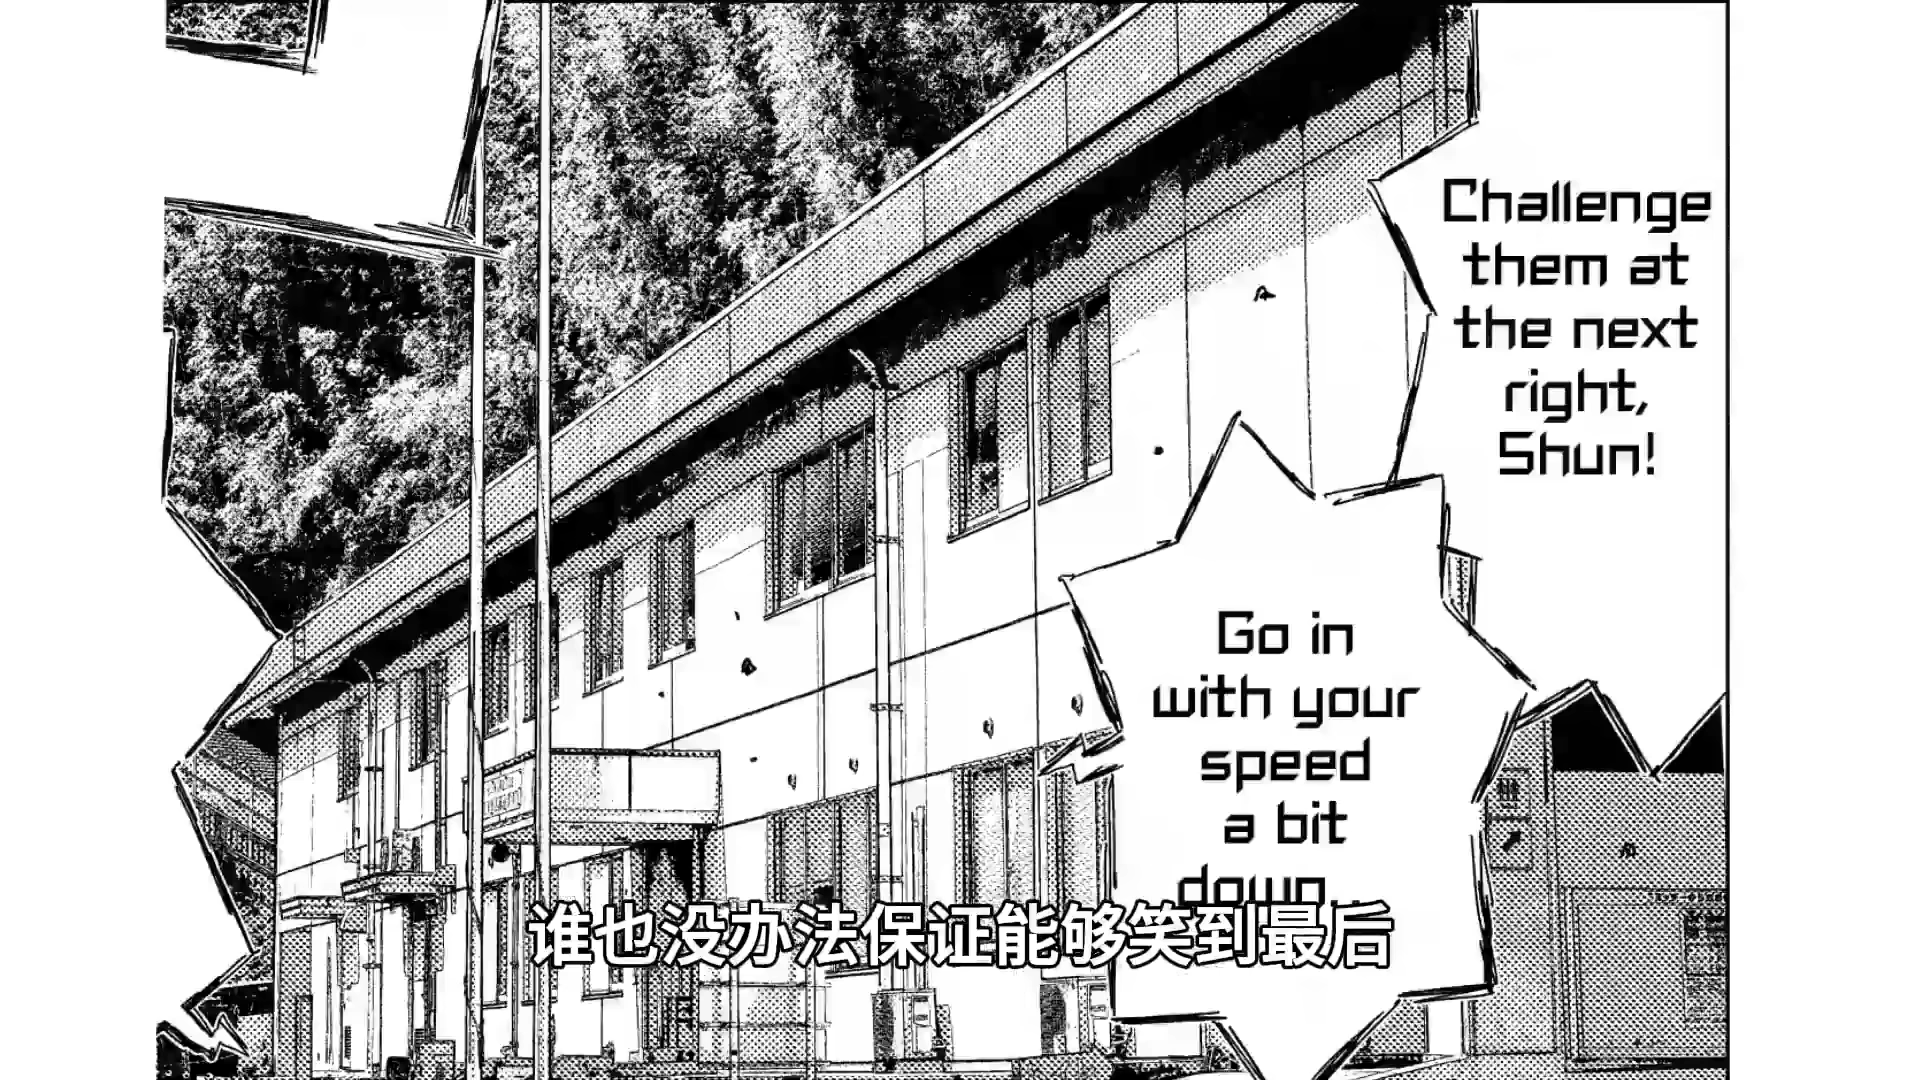 Challenge
them at
the next
right,
Shun!
Go in
with your
speed
a bit
down...
谁也没办法保证能够笑到最后